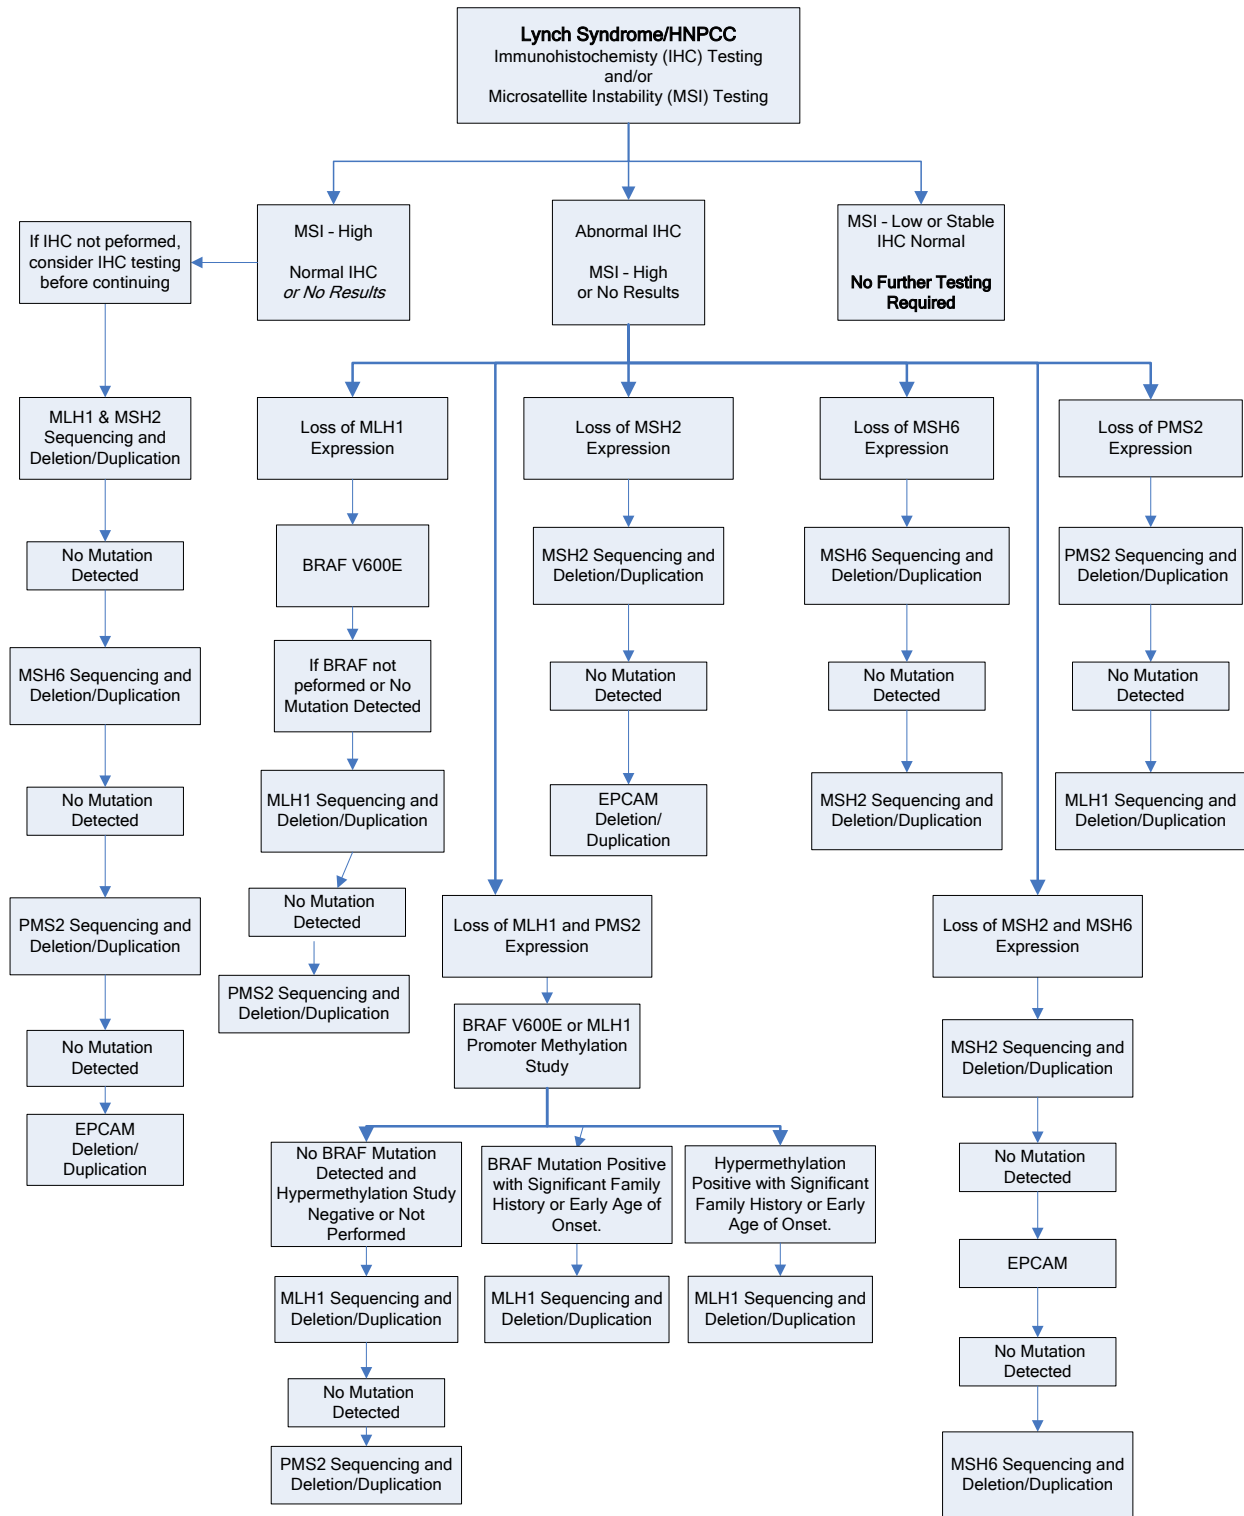 Lynch Syndrome/HNPCC
Immunohistochemisty (IHC) Testing
and/or
Microsatellite Instability (MSI) Testing
If IHC not peformed,
consider IHC testing
before continuing
MSI - High
Normal IHC
or No Results
Abnormal IHC
MSI - High
or No Results
MSI - Low or Stable
IHC Normal
No Further Testing
Required
MLH1 & MSH2
Sequencing and
Deletion/Duplication
No Mutation
Detected
MSH6 Sequencing and
Deletion/Duplication
No Mutation
Detected
PMS2 Sequencing and
Deletion/Duplication
No Mutation
Detected
EPCAM
Deletion/
Duplication
Loss of MLH1
Expression
BRAF V600E
If BRAF not
peformed or No
Mutation Detected
MLH1 Sequencing and
Deletion/Duplication
No Mutation
Detected
PMS2 Sequencing and
Deletion/Duplication
Loss of MSH2
Expression
MSH2 Sequencing and
Deletion/Duplication
No Mutation
Detected
EPCAM
Deletion/
Duplication
Loss of MSH6
Expression
MSH6 Sequencing and
Deletion/Duplication
No Mutation
Detected
MSH2 Sequencing and
Deletion/Duplication
Loss of PMS2
Expression
PMS2 Sequencing and
Deletion/Duplication
No Mutation
Detected
MLH1 Sequencing and
Deletion/Duplication
Loss of MLH1 and PMS2
Expression
BRAF V600E or MLH1
Promoter Methylation
Study
No BRAF Mutation
Detected and
Hypermethylation Study
Negative or Not
Performed
MLH1 Sequencing and
Deletion/Duplication
No Mutation
Detected
PMS2 Sequencing and
Deletion/Duplication
BRAF Mutation Positive
with Significant Family
History or Early Age of
Onset.
MLH1 Sequencing and
Deletion/Duplication
Hypermethylation
Positive with Significant
Family History or Early
Age of Onset.
MLH1 Sequencing and
Deletion/Duplication
Loss of MSH2 and MSH6
Expression
MSH2 Sequencing and
Deletion/Duplication
No Mutation
Detected
EPCAM
No Mutation
Detected
MSH6 Sequencing and
Deletion/Duplication